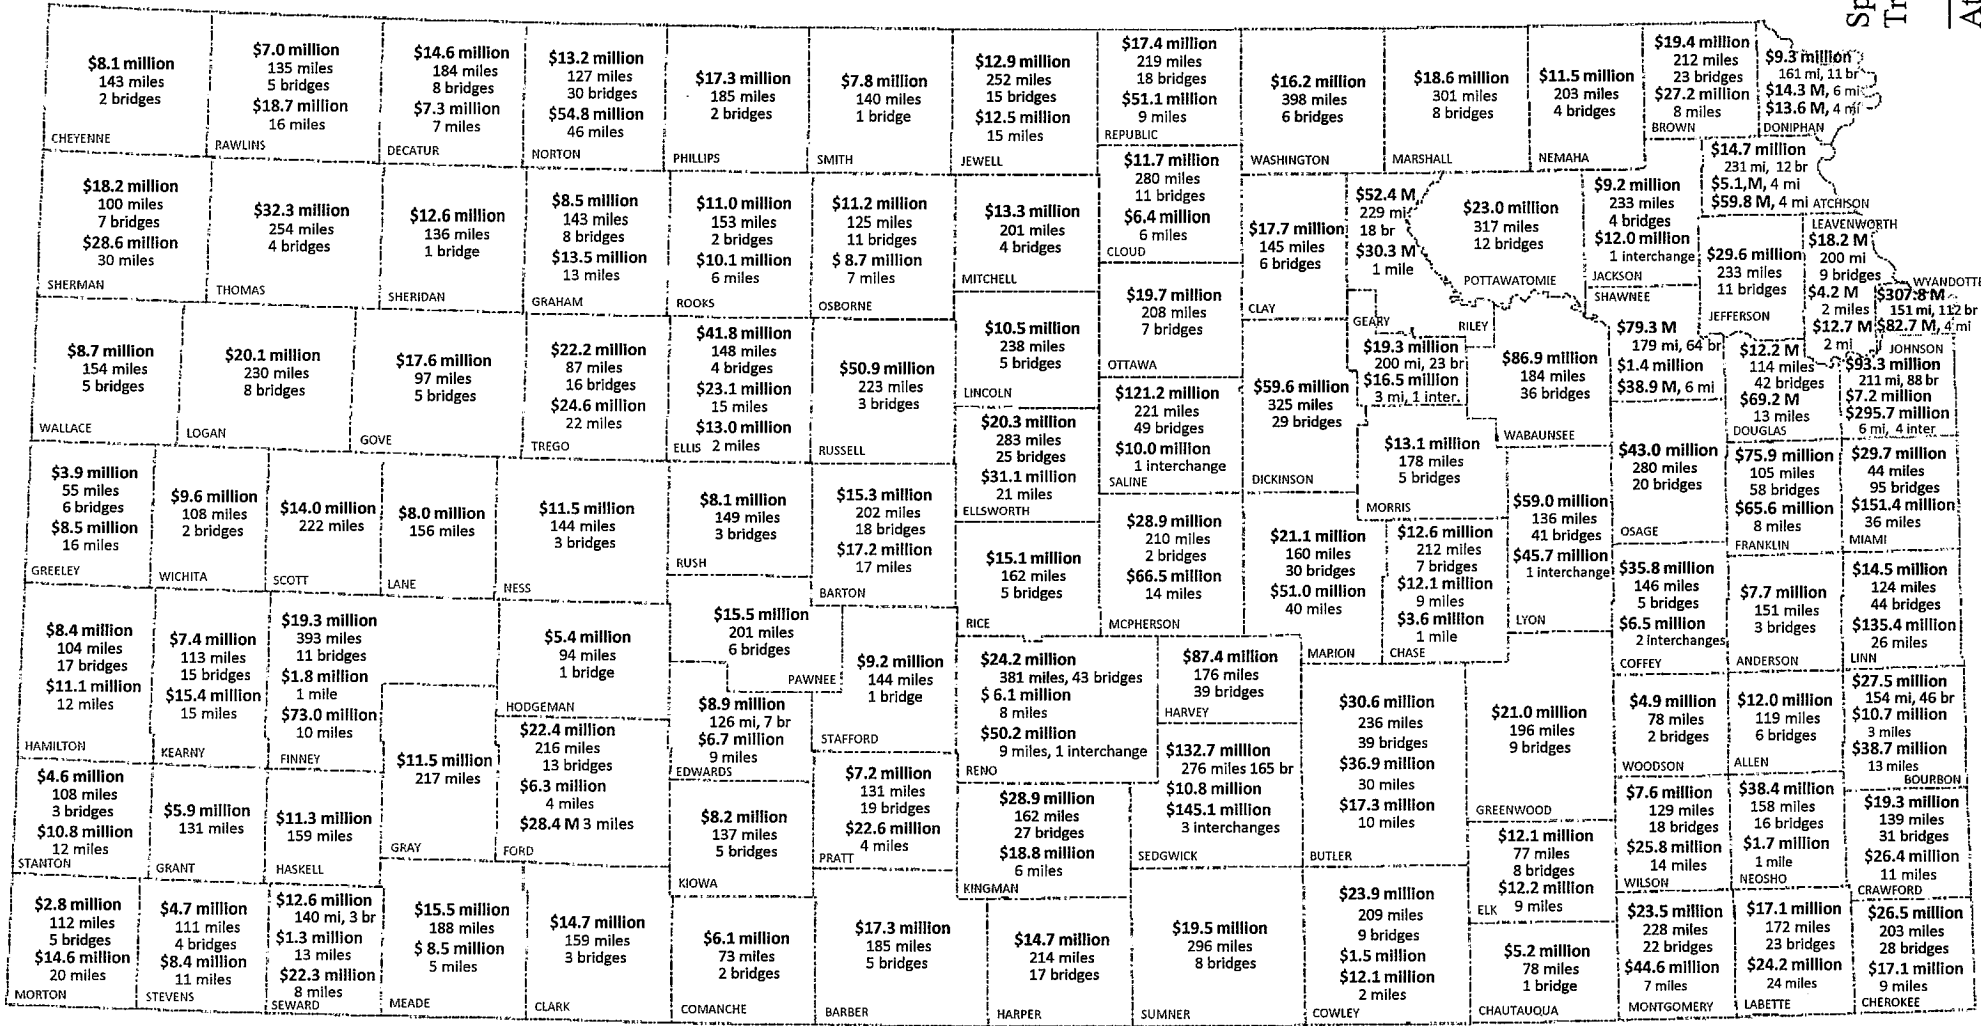 Sp
Tr
At
$8.1 million
143 miles
2 bridges
CHEYENNE
$7.0 million
135 miles
5 bridges
$18.7 million
16 miles
RAWLINS
$14.6 million
184 miles
8 bridges
$7.3 million
7 miles
DECATUR
$13.2 million
127 miles
30 bridges
$54.8 million
46 miles
NORTON
$17.3 million
185 miles
2 bridges
PHILLIPS
$7.8 million
140 miles
1 bridge
SMITH
$12.9 million
252 miles
15 bridges
$12.5 million
15 miles
JEWELL
$17.4 million
219 miles
18 bridges
$51.1 million
9 miles
REPUBLIC
$16.2 million
398 miles
6 bridges
WASHINGTON
$18.6 million
301 miles
8 bridges
MARSHALL
$11.5 million
203 miles
4 bridges
NEMAHA
$19.4 million
212 miles
23 bridges
$27.2 million
8 miles
BROWN
$9.3 million
161 mi, 11 br
$14.3 M, 6 mi
$13.6 M, 4 mi
DONIPHAN
$18.2 million
100 miles
7 bridges
$28.6 million
30 miles
SHERMAN
$32.3 million
254 miles
4 bridges
THOMAS
$12.6 million
136 miles
1 bridge
SHERIDAN
$8.5 million
143 miles
8 bridges
$13.5 million
13 miles
GRAHAM
$11.0 million
153 miles
2 bridges
$10.1 million
6 miles
ROOKS
$11.2 million
125 miles
11 bridges
$ 8.7 million
7 miles
OSBORNE
$13.3 million
201 miles
4 bridges
MITCHELL
$11.7 million
280 miles
11 bridges
$6.4 million
6 miles
CLOUD
$17.7 million
145 miles
6 bridges
CLAY
$52.4 M
229 mi
18 br
$30.3 M
1 mile
RILEY
$23.0 million
317 miles
12 bridges
POTTAWATOMIE
$9.2 million
233 miles
4 bridges
$12.0 million
1 interchange
JACKSON
$14.7 million
231 mi, 12 br
$5.1,M, 4 mi
$59.8 M, 4 mi
ATCHISON
$29.6 million
233 miles
11 bridges
JEFFERSON
LEAVENWORTH
$18.2 M
200 mi
9 bridges
$4.2 M
2 miles
$12.7 M
2 mi
WYANDOTTE
$307.8 M
151 mi, 112 br
$82.7 M, 4 mi
$8.7 million
154 miles
5 bridges
WALLACE
$20.1 million
230 miles
8 bridges
LOGAN
$17.6 million
97 miles
5 bridges
GOVE
$22.2 million
87 miles
16 bridges
$24.6 million
22 miles
TREGO
$41.8 million
148 miles
4 bridges
$23.1 million
15 miles
$13.0 million
ELLIS 2 miles
$50.9 million
223 miles
3 bridges
RUSSELL
$10.5 million
238 miles
5 bridges
LINCOLN
$19.7 million
208 miles
7 bridges
OTTAWA
$59.6 million
325 miles
29 bridges
DICKINSON
GEARY
$19.3 million
200 mi, 23 br
$16.5 million
3 mi, 1 inter.
$86.9 million
184 miles
36 bridges
WABAUNSEE
SHAWNEE
$79.3 M
179 mi, 64 br
$1.4 million
$38.9 M, 6 mi
$12.2 M
114 miles
42 bridges
$69.2 M
13 miles
DOUGLAS
JOHNSON
$93.3 million
211 mi, 88 br
$7.2 million
$295.7 million
6 mi, 4 inter
$3.9 million
55 miles
6 bridges
$8.5 million
16 miles
GREELEY
$9.6 million
108 miles
2 bridges
WICHITA
$14.0 million
222 miles
SCOTT
$8.0 million
156 miles
LANE
$11.5 million
144 miles
3 bridges
NESS
$8.1 million
149 miles
3 bridges
RUSH
$15.3 million
202 miles
18 bridges
$17.2 million
17 miles
BARTON
$20.3 million
283 miles
25 bridges
$31.1 million
21 miles
ELLSWORTH
$121.2 million
221 miles
49 bridges
$10.0 million
1 interchange
SALINE
$13.1 million
178 miles
5 bridges
MORRIS
$59.0 million
136 miles
41 bridges
$45.7 million
1 interchange
LYON
$43.0 million
280 miles
20 bridges
OSAGE
$75.9 million
105 miles
58 bridges
$65.6 million
8 miles
FRANKLIN
$29.7 million
44 miles
95 bridges
$151.4 million
36 miles
MIAMI
$15.1 million
162 miles
5 bridges
RICE
$28.9 million
210 miles
2 bridges
$66.5 million
14 miles
MCPHERSON
$21.1 million
160 miles
30 bridges
$51.0 million
40 miles
MARION
$12.6 million
212 miles
7 bridges
$12.1 million
9 miles
$3.6 million
1 mile
CHASE
$35.8 million
146 miles
5 bridges
$6.5 million
2 interchanges
COFFEY
$7.7 million
151 miles
3 bridges
ANDERSON
$14.5 million
124 miles
44 bridges
$135.4 million
26 miles
LINN
$8.4 million
104 miles
17 bridges
$11.1 million
12 miles
HAMILTON
$7.4 million
113 miles
15 bridges
$15.4 million
15 miles
KEARNY
$19.3 million
393 miles
11 bridges
$1.8 million
1 mile
$73.0 million
10 miles
FINNEY
$5.4 million
94 miles
1 bridge
HODGEMAN
$15.5 million
201 miles
6 bridges
PAWNEE
$9.2 million
144 miles
1 bridge
STAFFORD
$24.2 million
381 miles, 43 bridges
$ 6.1 million
8 miles
$50.2 million
9 miles, 1 interchange
RENO
$87.4 million
176 miles
39 bridges
HARVEY
$30.6 million
236 miles
39 bridges
$36.9 million
30 miles
$17.3 million
10 miles
BUTLER
$21.0 million
196 miles
9 bridges
GREENWOOD
$4.9 million
78 miles
2 bridges
WOODSON
$12.0 million
119 miles
6 bridges
ALLEN
$27.5 million
154 mi, 46 br
$10.7 million
3 miles
$38.7 million
13 miles
BOURBON
$11.5 million
217 miles
GRAY
$22.4 million
216 miles
13 bridges
$6.3 million
4 miles
$28.4 M 3 miles
FORD
$8.9 million
126 mi, 7 br
$6.7 million
9 miles
EDWARDS
$7.2 million
131 miles
19 bridges
$22.6 million
4 miles
PRATT
$132.7 million
276 miles 165 br
$10.8 million
$145.1 million
3 interchanges
SEDGWICK
$4.6 million
108 miles
3 bridges
$10.8 million
12 miles
STANTON
$5.9 million
131 miles
GRANT
$11.3 million
159 miles
HASKELL
$8.2 million
137 miles
5 bridges
KIOWA
$28.9 million
162 miles
27 bridges
$18.8 million
6 miles
KINGMAN
$12.1 million
77 miles
8 bridges
$12.2 million
9 miles
ELK
$7.6 million
129 miles
18 bridges
$25.8 million
14 miles
WILSON
$38.4 million
158 miles
16 bridges
$1.7 million
1 mile
NEOSHO
$19.3 million
139 miles
31 bridges
$26.4 million
11 miles
CRAWFORD
$2.8 million
112 miles
5 bridges
$14.6 million
20 miles
MORTON
$4.7 million
111 miles
4 bridges
$8.4 million
11 miles
STEVENS
$12.6 million
140 mi, 3 br
$1.3 million
13 miles
$22.3 million
8 miles
SEWARD
$15.5 million
188 miles
$ 8.5 million
5 miles
MEADE
$14.7 million
159 miles
3 bridges
CLARK
$6.1 million
73 miles
2 bridges
COMANCHE
$17.3 million
185 miles
5 bridges
BARBER
$14.7 million
214 miles
17 bridges
HARPER
$19.5 million
296 miles
8 bridges
SUMNER
$23.9 million
209 miles
9 bridges
$1.5 million
$12.1 million
2 miles
COWLEY
$5.2 million
78 miles
1 bridge
CHAUTAUQUA
$23.5 million
228 miles
22 bridges
$44.6 million
7 miles
MONTGOMERY
$17.1 million
172 miles
23 bridges
$24.2 million
24 miles
LABETTE
$26.5 million
203 miles
28 bridges
$17.1 million
9 miles
CHEROKEE